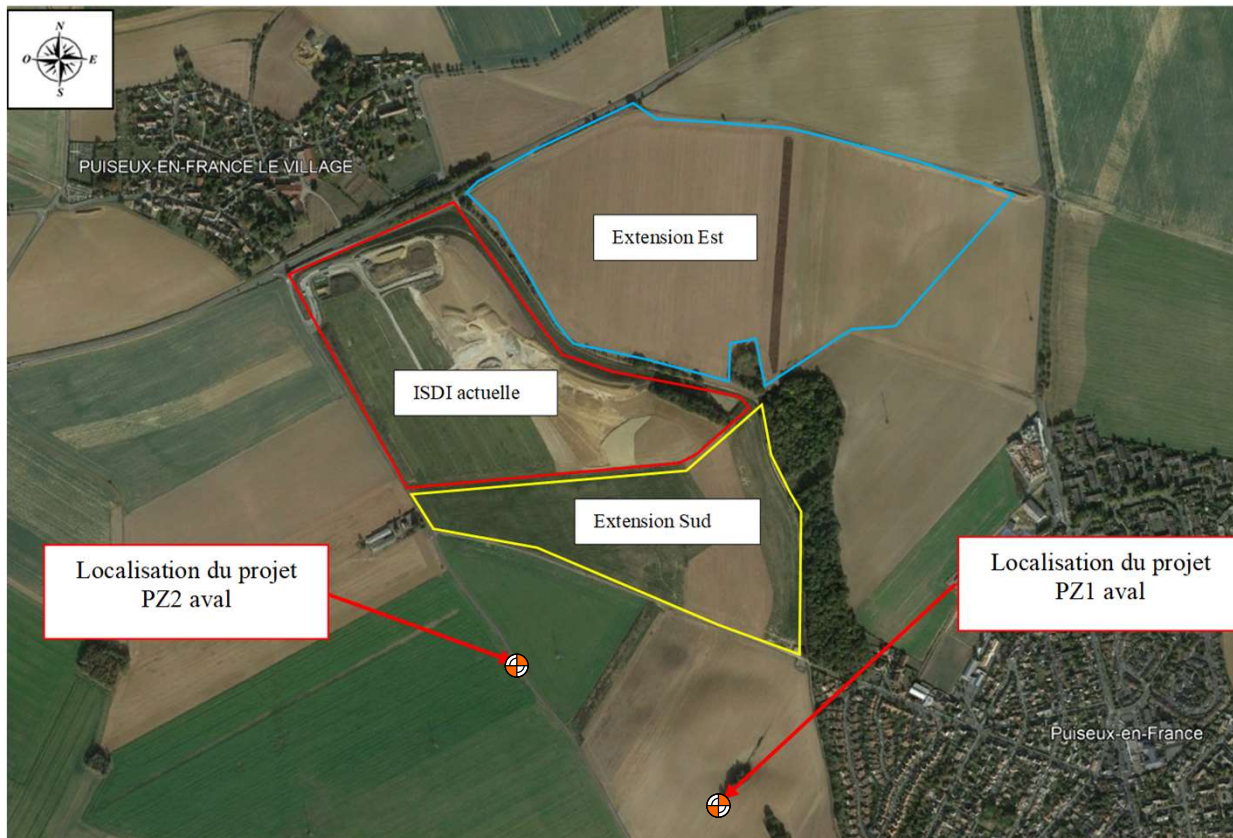 N
O
E
S
PUISEUX-EN-FRANCE LE VILLAGE
Extension Est
ISDI actuelle
Extension Sud
Localisation du projet
PZ2 aval
Localisation du projet
PZ1 aval
Puiseux-en-France